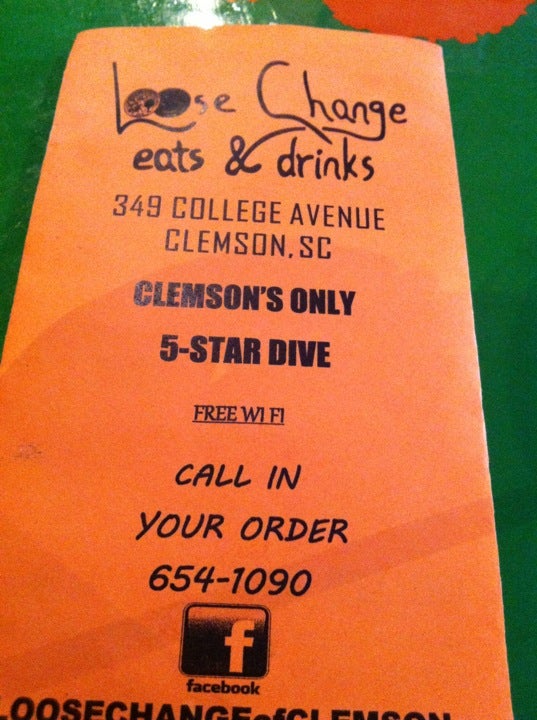 Loose Change
eats & drinks
349 COLLEGE AVENUE
CLEMSON, SC
CLEMSON'S ONLY
5-STAR DIVE
FREE WI FI
CALL IN
YOUR ORDER
654-1090
f
facebook
LOOSECHANGEofCLEMSON